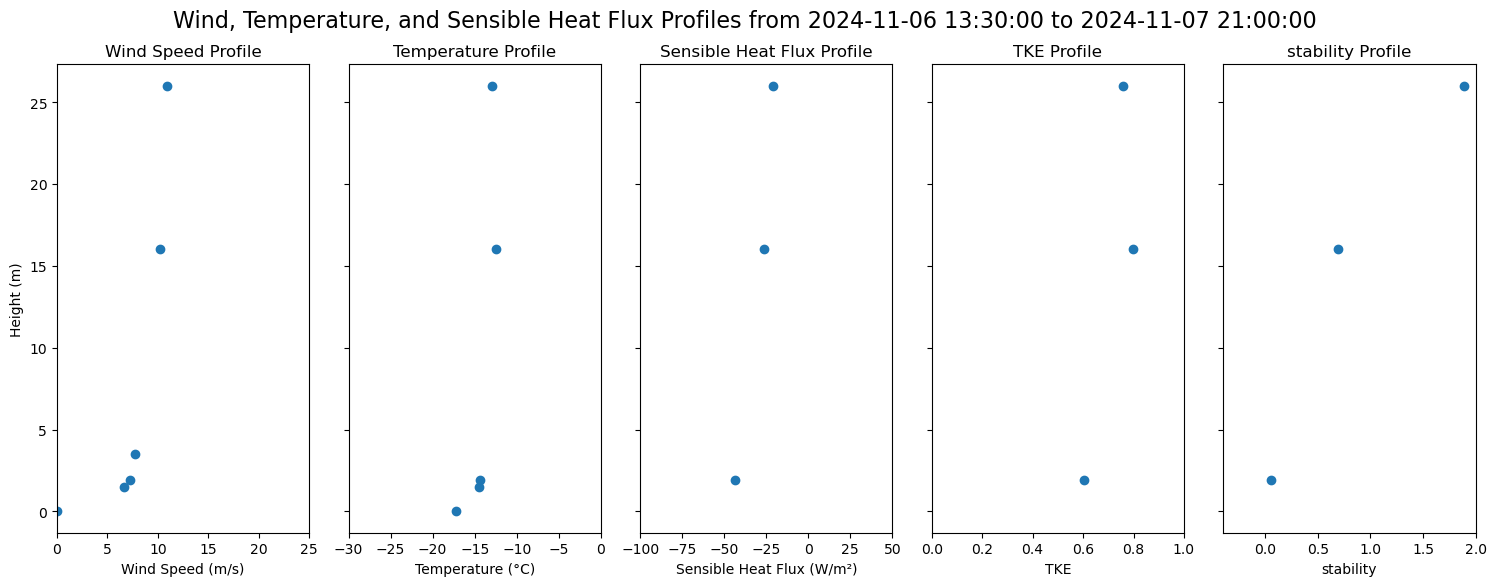 Wind, Temperature, and Sensible Heat Flux Profiles from 2024-11-06 13:30:00 to 2024-11-07 21:00:00
Wind Speed Profile
Temperature Profile
Sensible Heat Flux Profile
TKE Profile
stability Profile
25
20
15
10
5
0
Height (m)
0 5 10 15 20 25
−30 −25 −20 −15 −10 −5 0
−100 −75 −50 −25 0 25 50
0.0 0.2 0.4 0.6 0.8 1.0
0.0 0.5 1.0 1.5 2.0
Wind Speed (m/s)
Temperature (°C)
Sensible Heat Flux (W/m²)
TKE
stability